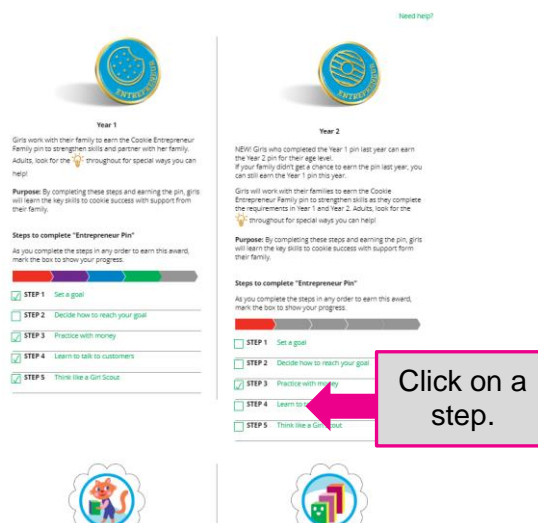 Need help?
ENTREPRENEUR
Year 1
Girls work with their family to earn the Cookie Entrepreneur
Family pin to strengthen skills and partner with her family.
Adults, look for the throughout for special ways you can
help!
Purpose: By completing these steps and earning the pin, girls
will learn the key skills to cookie success with support from
their family.
Steps to complete "Entrepreneur Pin"
As you complete the steps in any order to earn this award,
mark the box to show your progress.
STEP 1 Set a goal
STEP 2 Decide how to reach your goal
STEP 3 Practice with money
STEP 4 Learn to talk to customers
STEP 5 Think like a Girl Scout
ENTREPRENEUR
Year 2
NEW! Girls who completed the Year 1 pin last year can earn
the Year 2 pin for their age level.
If your family didn't get a chance to earn the pin last year, you
can still earn the Year 1 pin this year.
Girls will work with their families to earn the Cookie
Entrepreneur Family pin to strengthen skills as they complete
the requirements in Year 1 and Year 2. Adults, look for the
throughout for special ways you can help!
Purpose: By completing these steps and earning the pin, girls
will learn the key skills to cookie success with support form
their family.
Steps to complete "Entrepreneur Pin"
As you complete the steps in any order to earn this award,
mark the box to show your progress.
STEP 1 Set a goal
STEP 2 Decide how to reach your goal
STEP 3 Practice with money
STEP 4 Learn to
STEP 5 Think like a Girl Scout
Click on a
step.